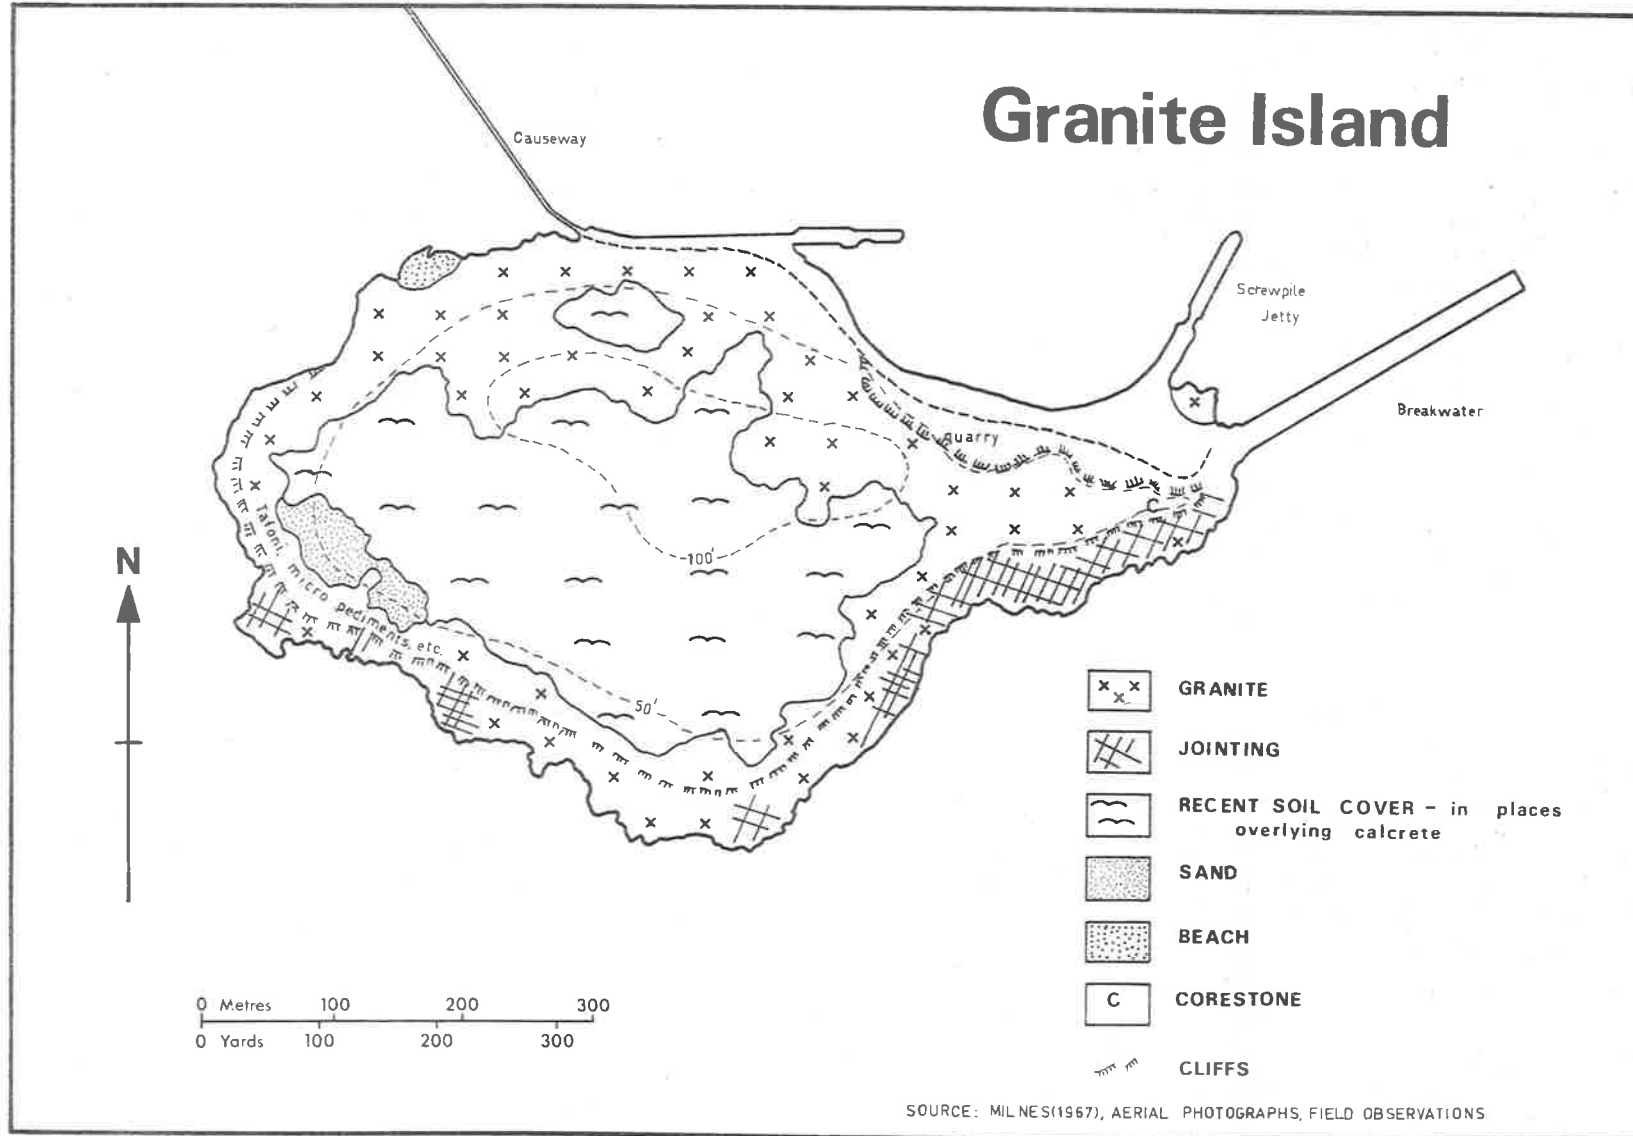 Granite Island
Causeway
Screwpile
Jetty
Breakwater
Quarry
C
Tafoni, micro pediments, etc.
100'
50'
N
GRANITE
JOINTING
RECENT SOIL COVER - in places
overlying calcrete
SAND
BEACH
C CORESTONE
CLIFFS
0 Metres 100 200 300
0 Yards 100 200 300
SOURCE: MILNES(1967), AERIAL PHOTOGRAPHS, FIELD OBSERVATIONS